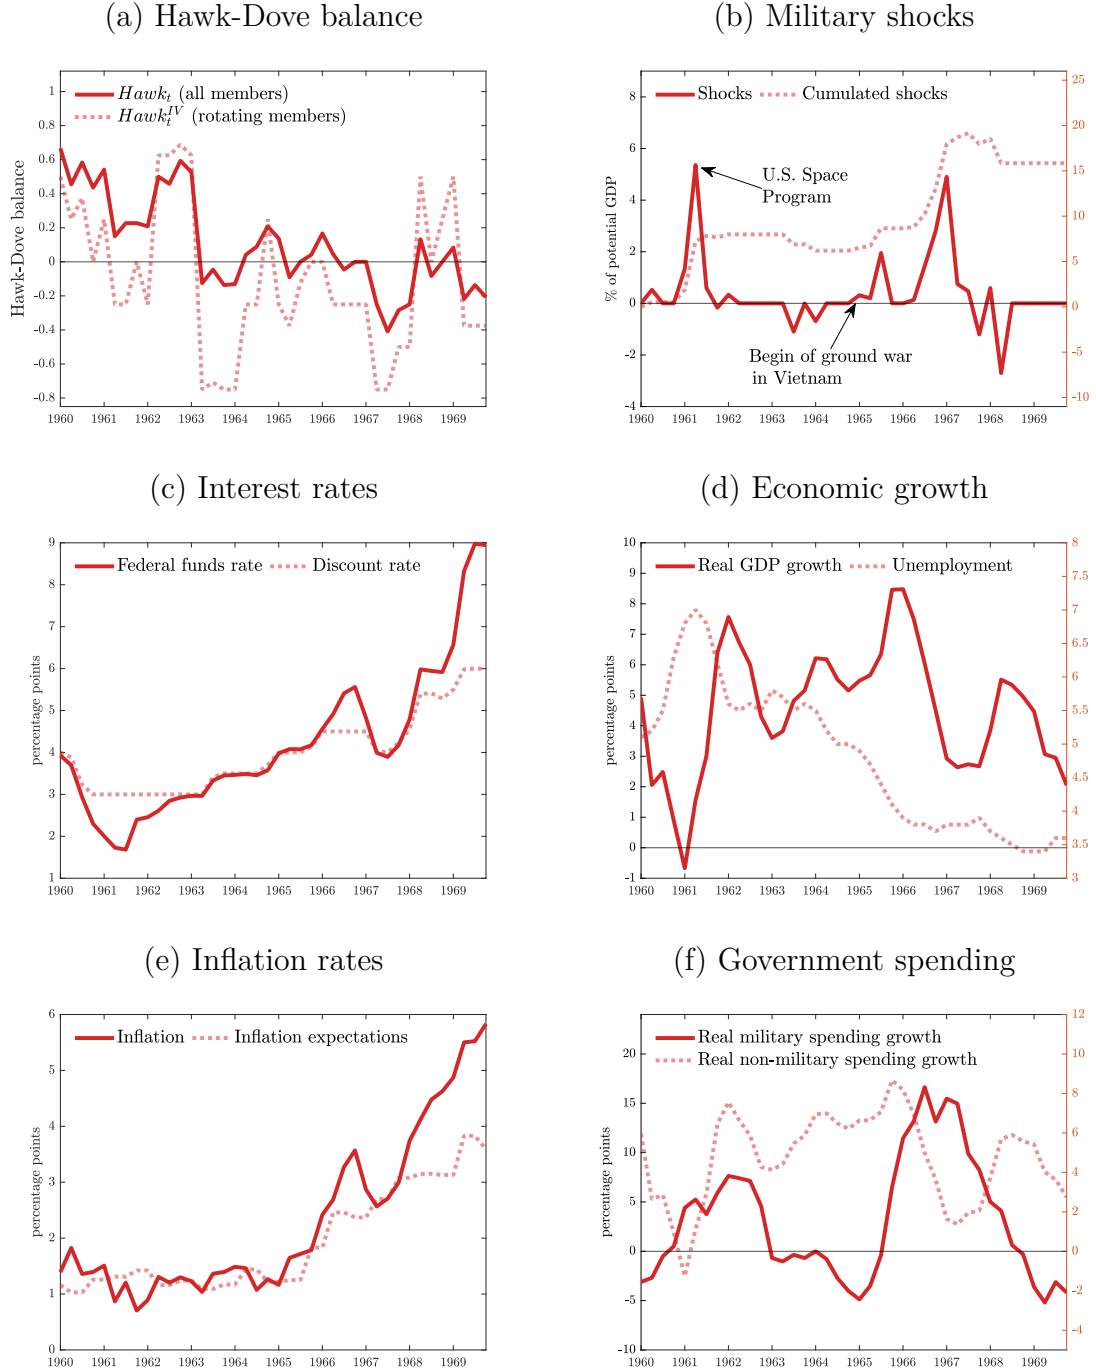 (a) Hawk-Dove balance
Hawk_t (all members)
Hawk_t^{IV} (rotating members)
Hawk-Dove balance
1
0.8
0.6
0.4
0.2
0
-0.2
-0.4
-0.6
-0.8
1960 1961 1962 1963 1964 1965 1966 1967 1968 1969
(b) Military shocks
Shocks Cumulated shocks
U.S. Space
Program
Begin of ground war
in Vietnam
% of potential GDP
8
6
4
2
0
-2
-4
25
20
15
10
5
0
-5
-10
1960 1961 1962 1963 1964 1965 1966 1967 1968 1969
(c) Interest rates
Federal funds rate Discount rate
percentage points
9
8
7
6
5
4
3
2
1
1960 1961 1962 1963 1964 1965 1966 1967 1968 1969
(d) Economic growth
Real GDP growth Unemployment
percentage points
10
9
8
7
6
5
4
3
2
1
0
-1
8
7.5
7
6.5
6
5.5
5
4.5
4
3.5
3
1960 1961 1962 1963 1964 1965 1966 1967 1968 1969
(e) Inflation rates
Inflation Inflation expectations
percentage points
6
5
4
3
2
1
0
1960 1961 1962 1963 1964 1965 1966 1967 1968 1969
(f) Government spending
Real military spending growth
Real non-military spending growth
percentage points
20
15
10
5
0
-5
-10
12
10
8
6
4
2
0
-2
-4
1960 1961 1962 1963 1964 1965 1966 1967 1968 1969